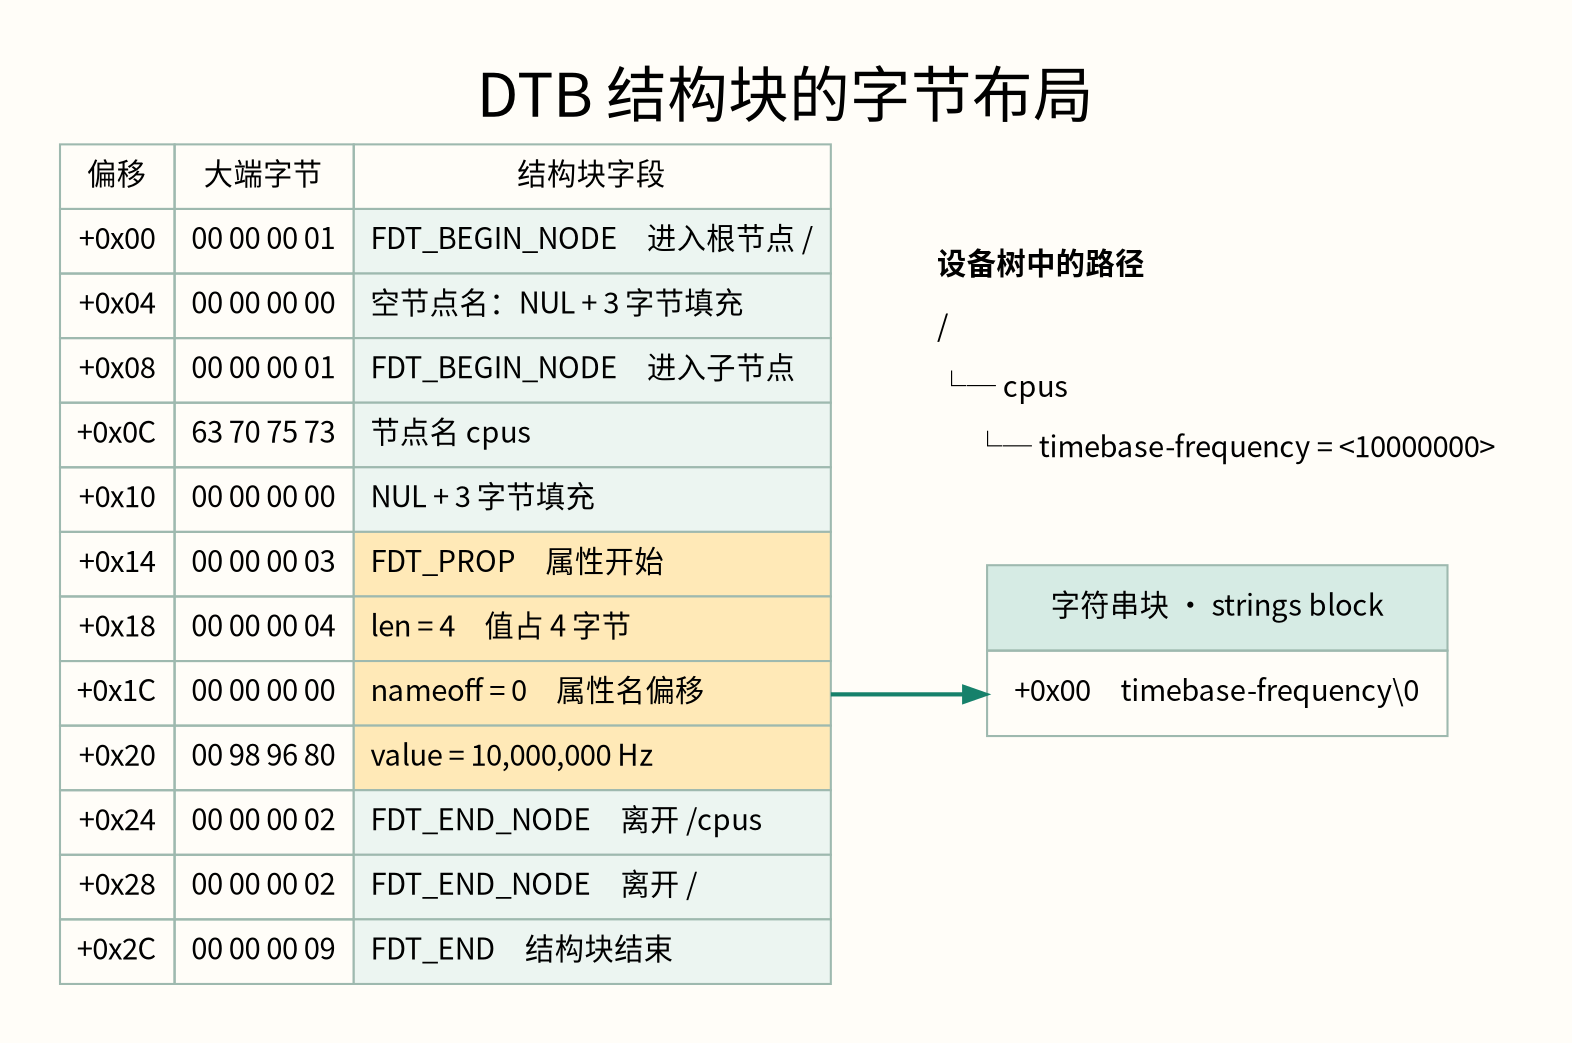 DTB 结构块的字节布局
偏移 大端字节 结构块字段
+0x00 00 00 00 01 FDT_BEGIN_NODE 进入根节点 /
+0x04 00 00 00 00 空节点名：NUL + 3 字节填充
+0x08 00 00 00 01 FDT_BEGIN_NODE 进入子节点
+0x0C 63 70 75 73 节点名 cpus
+0x10 00 00 00 00 NUL + 3 字节填充
+0x14 00 00 00 03 FDT_PROP 属性开始
+0x18 00 00 00 04 len = 4 值占 4 字节
+0x1C 00 00 00 00 nameoff = 0 属性名偏移
+0x20 00 98 96 80 value = 10,000,000 Hz
+0x24 00 00 00 02 FDT_END_NODE 离开 /cpus
+0x28 00 00 00 02 FDT_END_NODE 离开 /
+0x2C 00 00 00 09 FDT_END 结构块结束
设备树中的路径
/
└─ cpus
└─ timebase-frequency = <10000000>
字符串块 · strings block
+0x00 timebase-frequency\0